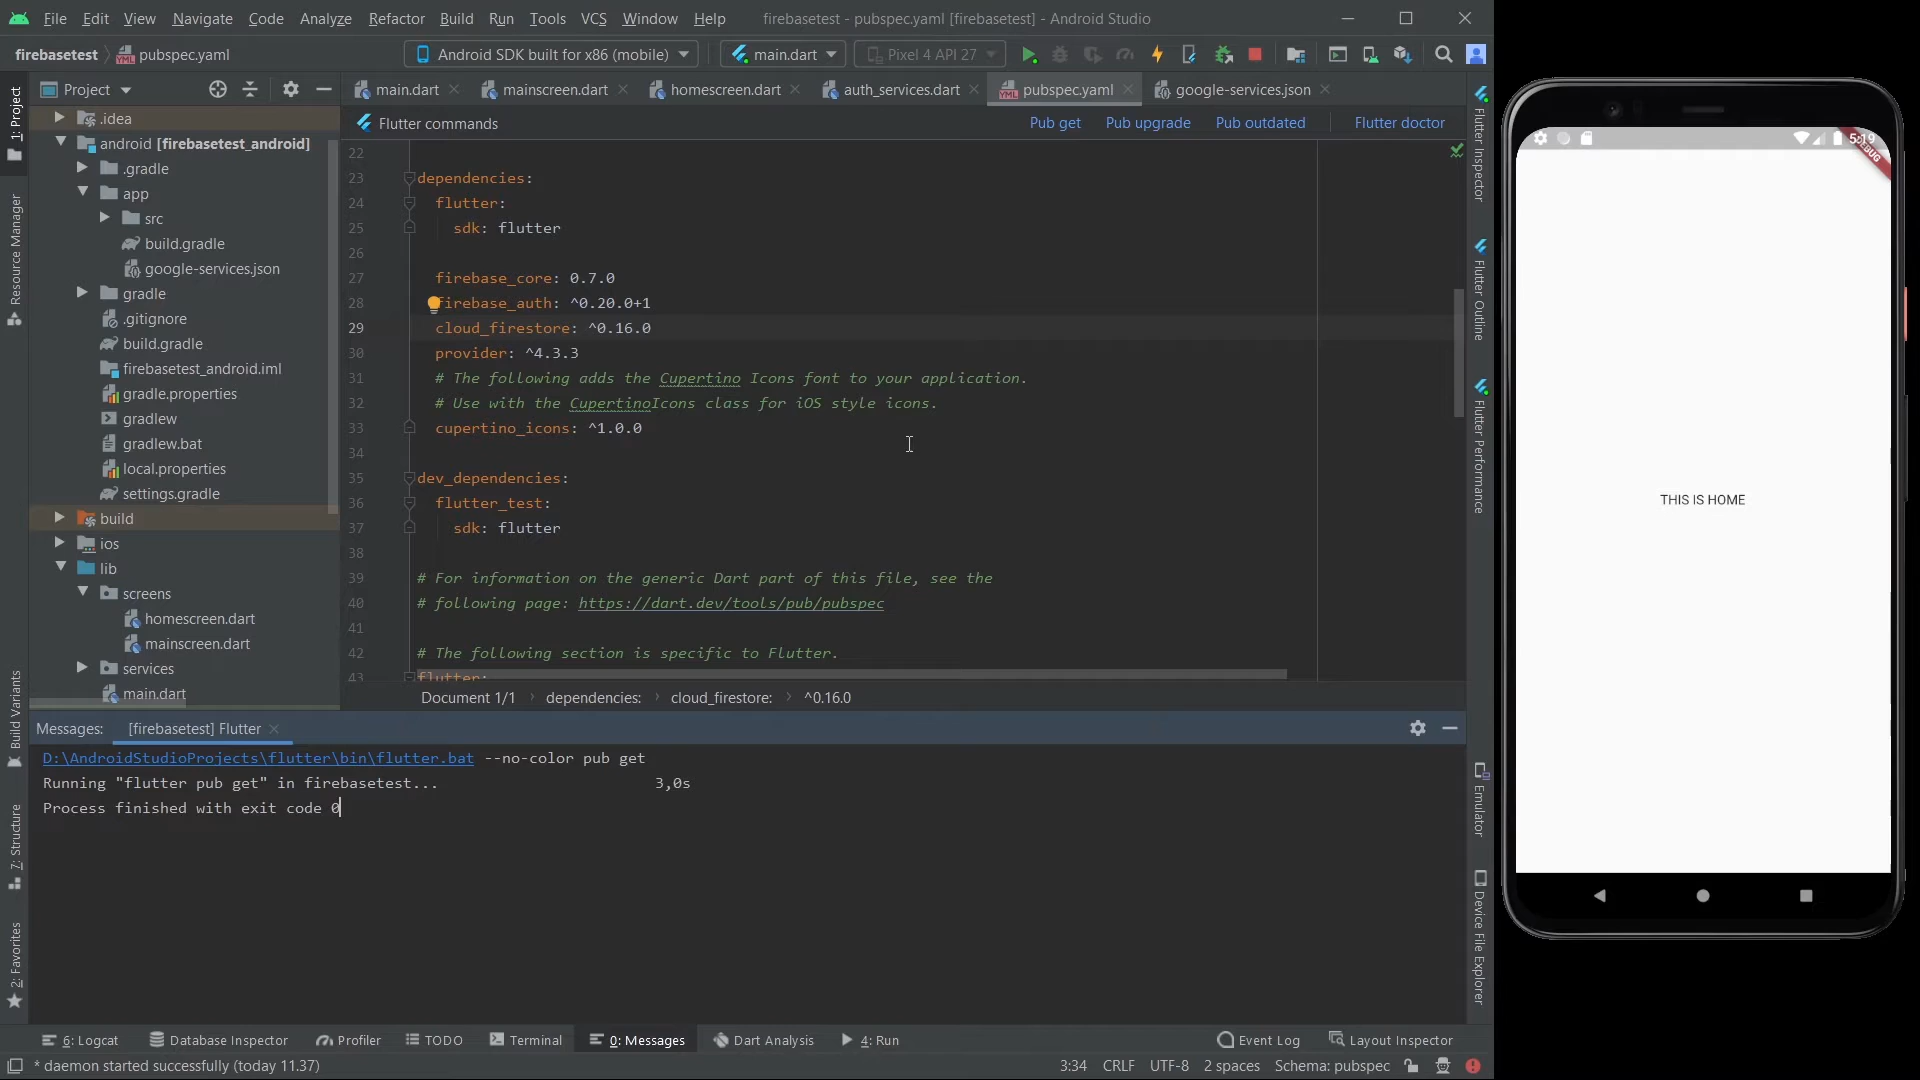 File Edit View Navigate Code Analyze Refactor Build Run Tools VCS Window Help firebasetest - pubspec.yaml [firebasetest] - Android Studio
firebasetest pubspec.yaml Android SDK built for x86 (mobile) main.dart Pixel 4 API 27
Project main.dart mainscreen.dart homescreen.dart auth_services.dart pubspec.yaml google-services.json
Flutter commands Pub get Pub upgrade Pub outdated Flutter doctor
1: Project
Resource Manager
Build Variants
7: Structure
2: Favorites
.idea
android [firebasetest_android]
.gradle
app
src
build.gradle
google-services.json
gradle
.gitignore
build.gradle
firebasetest_android.iml
gradle.properties
gradlew
gradlew.bat
local.properties
settings.gradle
build
ios
lib
screens
homescreen.dart
mainscreen.dart
services
main.dart
22
23 dependencies:
24 flutter:
25 sdk: flutter
26
27 firebase_core: 0.7.0
28 firebase_auth: ^0.20.0+1
29 cloud_firestore: ^0.16.0
30 provider: ^4.3.3
31 # The following adds the Cupertino Icons font to your application.
32 # Use with the CupertinoIcons class for iOS style icons.
33 cupertino_icons: ^1.0.0
34
35 dev_dependencies:
36 flutter_test:
37 sdk: flutter
38
39 # For information on the generic Dart part of this file, see the
40 # following page: https://dart.dev/tools/pub/pubspec
41
42 # The following section is specific to Flutter.
43 flutter:
Document 1/1 dependencies: cloud_firestore: ^0.16.0
Flutter Inspector
Flutter Outline
Flutter Performance
Emulator
Device File Explorer
Messages: [firebasetest] Flutter
D:\AndroidStudioProjects\flutter\bin\flutter.bat --no-color pub get
Running "flutter pub get" in firebasetest... 3,0s
Process finished with exit code 0
6: Logcat Database Inspector Profiler TODO Terminal 0: Messages Dart Analysis 4: Run Event Log Layout Inspector
* daemon started successfully (today 11.37) 3:34 CRLF UTF-8 2 spaces Schema: pubspec
5:19
DEBUG
THIS IS HOME